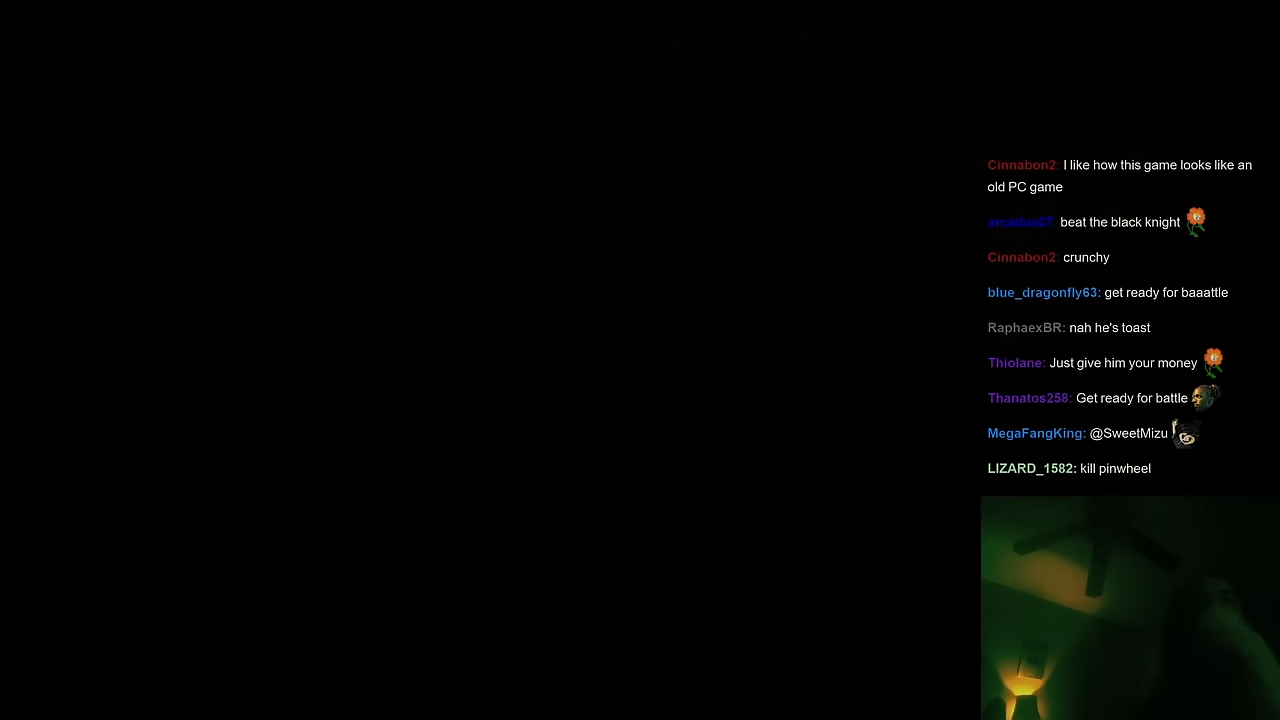 Cinnabon2: I like how this game looks like an
old PC game
arcadus07: beat the black knight
Cinnabon2: crunchy
blue_dragonfly63: get ready for baaattle
RaphaexBR: nah he's toast
Thiolane: Just give him your money
Thanatos258: Get ready for battle
MegaFangKing: @SweetMizu
LIZARD_1582: kill pinwheel